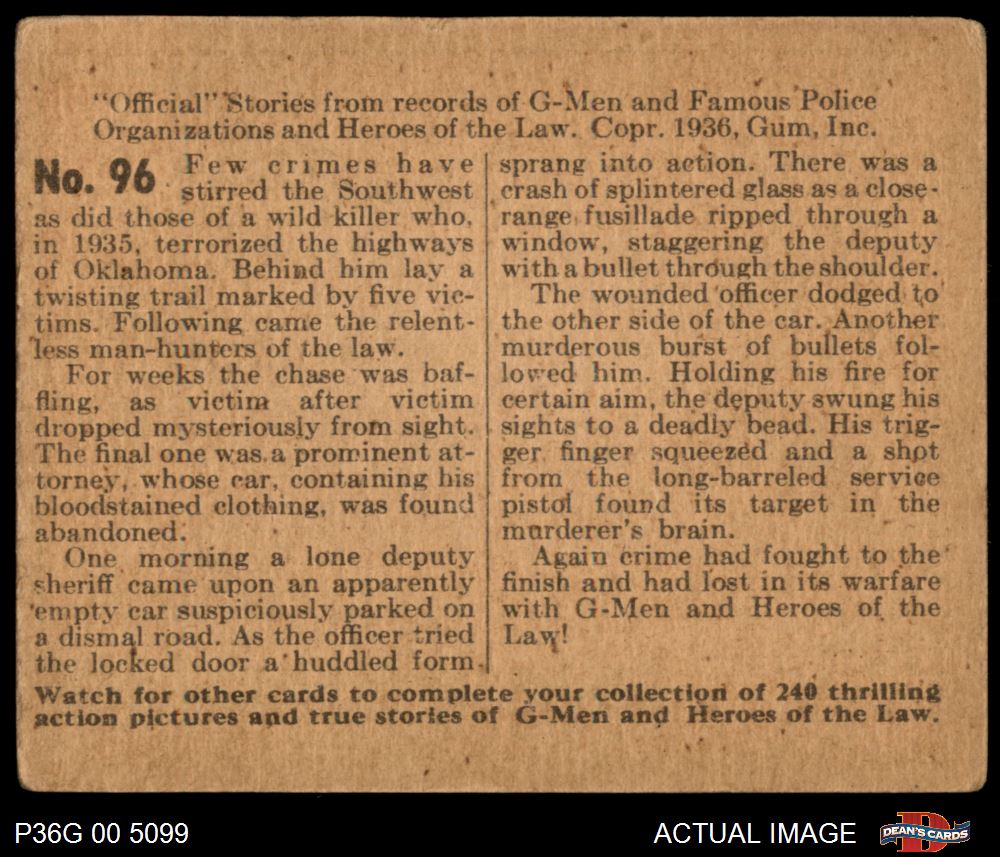 "Official" Stories from records of G-Men and Famous Police
Organizations and Heroes of the Law. Copr. 1936, Gum, Inc.
No. 96 Few crimes have
stirred the Southwest
as did those of a wild killer who,
in 1935, terrorized the highways
of Oklahoma. Behind him lay a
twisting trail marked by five vic-
tims. Following came the relent-
less man-hunters of the law.
For weeks the chase was baf-
fling, as victim after victim
dropped mysteriously from sight.
The final one was a prominent at-
torney, whose car, containing his
bloodstained clothing, was found
abandoned.
One morning a lone deputy
sheriff came upon an apparently
empty car suspiciously parked on
a dismal road. As the officer tried
the locked door a huddled form
sprang into action. There was a
crash of splintered glass as a close-
range fusillade ripped through a
window, staggering the deputy
with a bullet through the shoulder.
The wounded officer dodged to
the other side of the car. Another
murderous burst of bullets fol-
lowed him. Holding his fire for
certain aim, the deputy swung his
sights to a deadly bead. His trig-
ger finger squeezed and a shot
from the long-barreled service
pistol found its target in the
murderer's brain.
Again crime had fought to the
finish and had lost in its warfare
with G-Men and Heroes of the
Law!
Watch for other cards to complete your collection of 240 thrilling
action pictures and true stories of G-Men and Heroes of the Law.
P36G 00 5099
ACTUAL IMAGE
DEAN'S CARDS